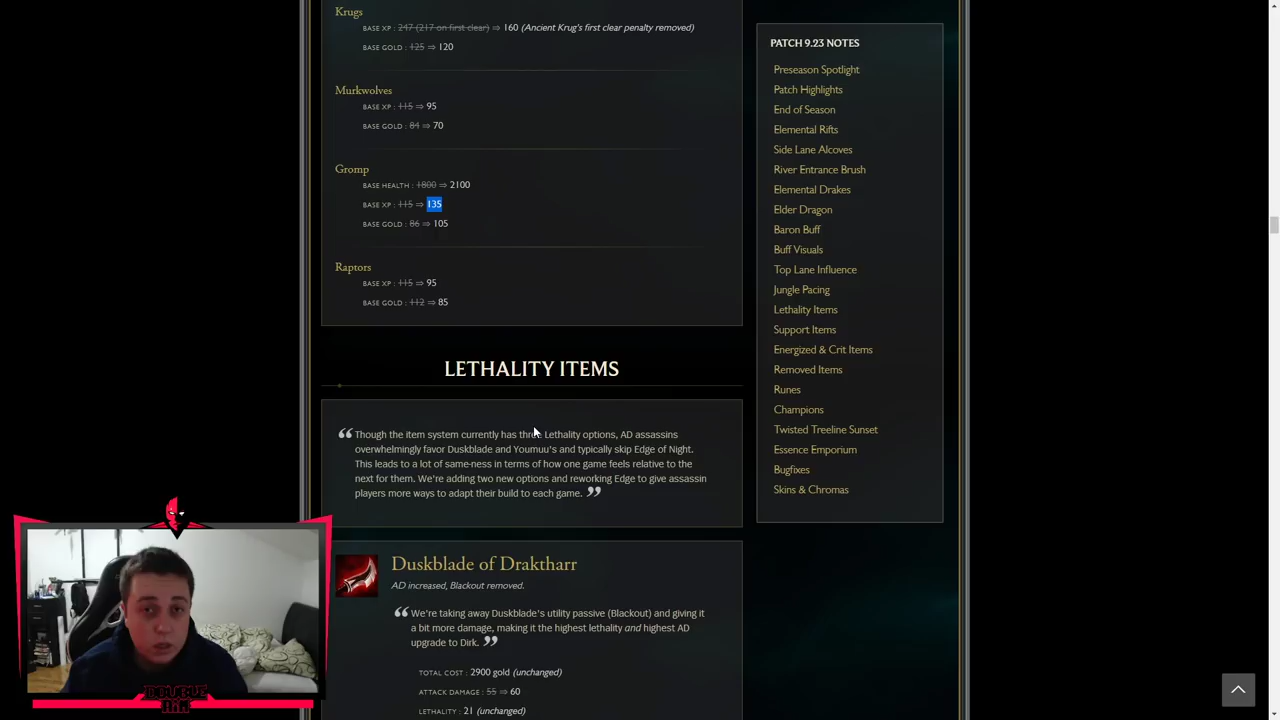 Krugs
BASE XP : 247 (217 on first clear) ⇒ 160 (Ancient Krug's first clear penalty removed)
BASE GOLD : 125 ⇒ 120
Murkwolves
BASE XP : 115 ⇒ 95
BASE GOLD : 84 ⇒ 70
Gromp
BASE HEALTH : 1800 ⇒ 2100
BASE XP : 115 ⇒ 135
BASE GOLD : 86 ⇒ 105
Raptors
BASE XP : 115 ⇒ 95
BASE GOLD : 112 ⇒ 85
LETHALITY ITEMS
Though the item system currently has three Lethality options, AD assassins
overwhelmingly favor Duskblade and Youmuu's and typically skip Edge of Night.
This leads to a lot of same-ness in terms of how one game feels relative to the
next for them. We're adding two new options and reworking Edge to give assassin
players more ways to adapt their build to each game.
Duskblade of Draktharr
AD increased, Blackout removed.
We're taking away Duskblade's utility passive (Blackout) and giving it
a bit more damage, making it the highest lethality and highest AD
upgrade to Dirk.
TOTAL COST : 2900 gold (unchanged)
ATTACK DAMAGE : 55 ⇒ 60
LETHALITY : 21 (unchanged)
PATCH 9.23 NOTES
Preseason Spotlight
Patch Highlights
End of Season
Elemental Rifts
Side Lane Alcoves
River Entrance Brush
Elemental Drakes
Elder Dragon
Baron Buff
Buff Visuals
Top Lane Influence
Jungle Pacing
Lethality Items
Support Items
Energized & Crit Items
Removed Items
Runes
Champions
Twisted Treeline Sunset
Essence Emporium
Bugfixes
Skins & Chromas